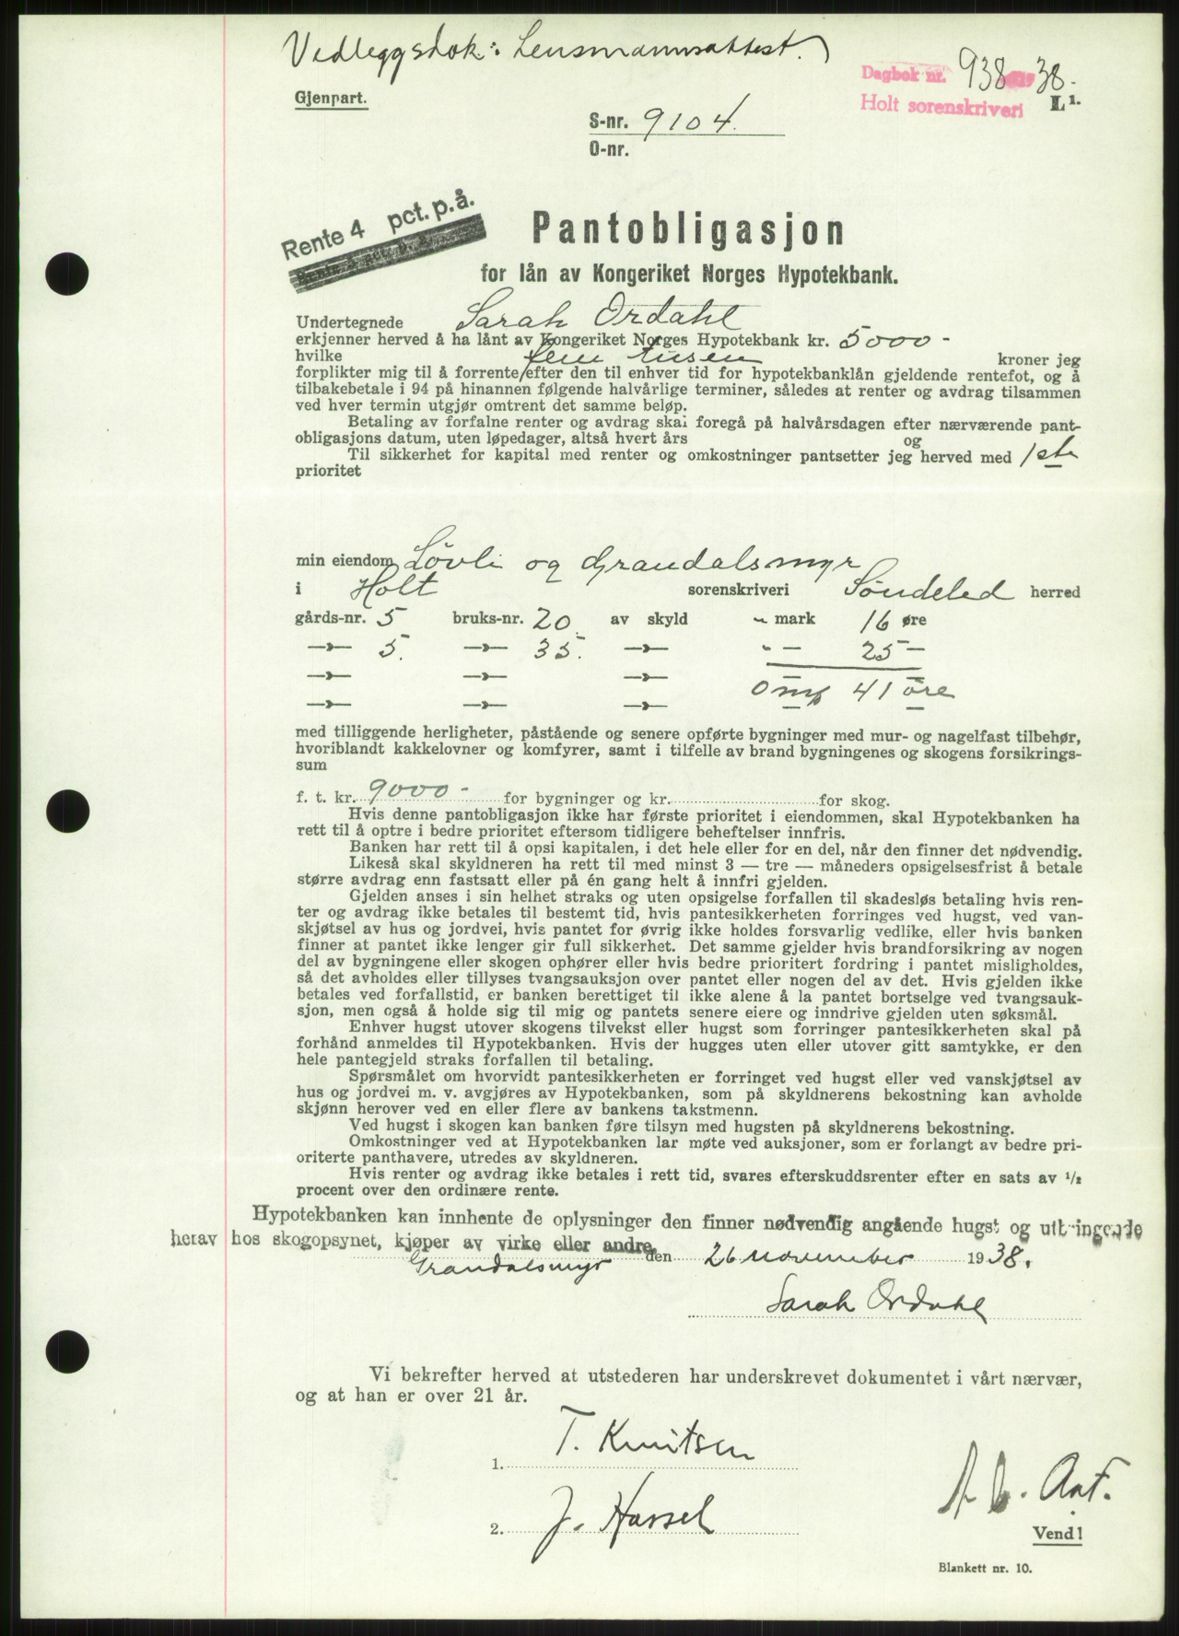 Vedleggsdok: Lensmannsattest.
Dagbok nr. 938 1938.
Gjenpart.
Holt sorenskriveri L 1.
S-nr. 9104.
O-nr.
Rente 4 pct. p.å.
Pantobligasjon
for lån av Kongeriket Norges Hypotekbank.
Undertegnede Sarah Ordahl
erkjenner herved å ha lånt av Kongeriket Norges Hypotekbank kr. 5000-
hvilke fem tusen kroner jeg
forplikter mig til å forrente efter den til enhver tid for hypotekbanklån gjeldende rentefot, og å
tilbakebetale i 94 på hinannen følgende halvårlige terminer, således at renter og avdrag tilsammen
ved hver termin utgjør omtrent det samme beløp.
Betaling av forfalne renter og avdrag skal foregå på halvårsdagen efter nærværende pant-
obligasjons datum, uten løpedager, altså hvert års og
Til sikkerhet for kapital med renter og omkostninger pantsetter jeg herved med 1ste
prioritet
min eiendom Løvli og Grandalsmyr
i Holt sorenskriveri Søndeled herred
gårds-nr. 5 bruks-nr. 20. av skyld „ mark 16 øre
—»— 5. —»— 35. —»— „ — 25 —
—»— —»— —»— 0 mk 41 øre
—»— —»— —»—
med tilliggende herligheter, påstående og senere opførte bygninger med mur- og nagelfast tilbehør,
hvoriblandt kakkelovner og komfyrer, samt i tilfelle av brand bygningenes og skogens forsikrings-
sum
f. t. kr. 9000- for bygninger og kr. for skog.
Hvis denne pantobligasjon ikke har første prioritet i eiendommen, skal Hypotekbanken ha
rett til å optre i bedre prioritet eftersom tidligere beheftelser innfris.
Banken har rett til å opsi kapitalen, i det hele eller for en del, når den finner det nødvendig.
Likeså skal skyldneren ha rett til med minst 3 — tre — måneders opsigelsesfrist å betale
større avdrag enn fastsatt eller på én gang helt å innfri gjelden.
Gjelden anses i sin helhet straks og uten opsigelse forfallen til skadesløs betaling hvis ren-
ter og avdrag ikke betales til bestemt tid, hvis pantesikkerheten forringes ved hugst, ved van-
skjøtsel av hus og jordvei, hvis pantet for øvrig ikke holdes forsvarlig vedlike, eller hvis banken
finner at pantet ikke lenger gir full sikkerhet. Det samme gjelder hvis brandforsikring av nogen
del av bygningene eller skogen ophører eller hvis bedre prioritert fordring i pantet misligholdes,
så det avholdes eller tillyses tvangsauksjon over pantet eller nogen del av det. Hvis gjelden ikke
betales ved forfallstid, er banken berettiget til ikke alene å la pantet bortselge ved tvangsauk-
sjon, men også å holde sig til mig og pantets senere eiere og inndrive gjelden uten søksmål.
Enhver hugst utover skogens tilvekst eller hugst som forringer pantesikkerheten skal på
forhånd anmeldes til Hypotekbanken. Hvis der hugges uten eller utover gitt samtykke, er den
hele pantegjeld straks forfallen til betaling.
Spørsmålet om hvorvidt pantesikkerheten er forringet ved hugst eller ved vanskjøtsel av
hus og jordvei m. v. avgjøres av Hypotekbanken, som på skyldnerens bekostning kan avholde
skjønn herover ved en eller flere av bankens takstmenn.
Ved hugst i skogen kan banken føre tilsyn med hugsten på skyldnerens bekostning.
Omkostninger ved at Hypotekbanken lar møte ved auksjoner, som er forlangt av bedre pri-
oriterte panthavere, utredes av skyldneren.
Hvis renter og avdrag ikke betales i rett tid, svares efterskuddsrenter efter en sats av ½
procent over den ordinære rente.
Hypotekbanken kan innhente de oplysninger den finner nødvendig angående hugst og utbringende
herav hos skogopsynet, kjøper av virke eller andre.
Grandalsmyr den 26 november 1938.
Sarah Ordahl
Vi bekrefter herved at utstederen har underskrevet dokumentet i vårt nærvær,
og at han er over 21 år.
1. T. Knutsen
2. J. Hassel
Vend!
Blankett nr. 10.